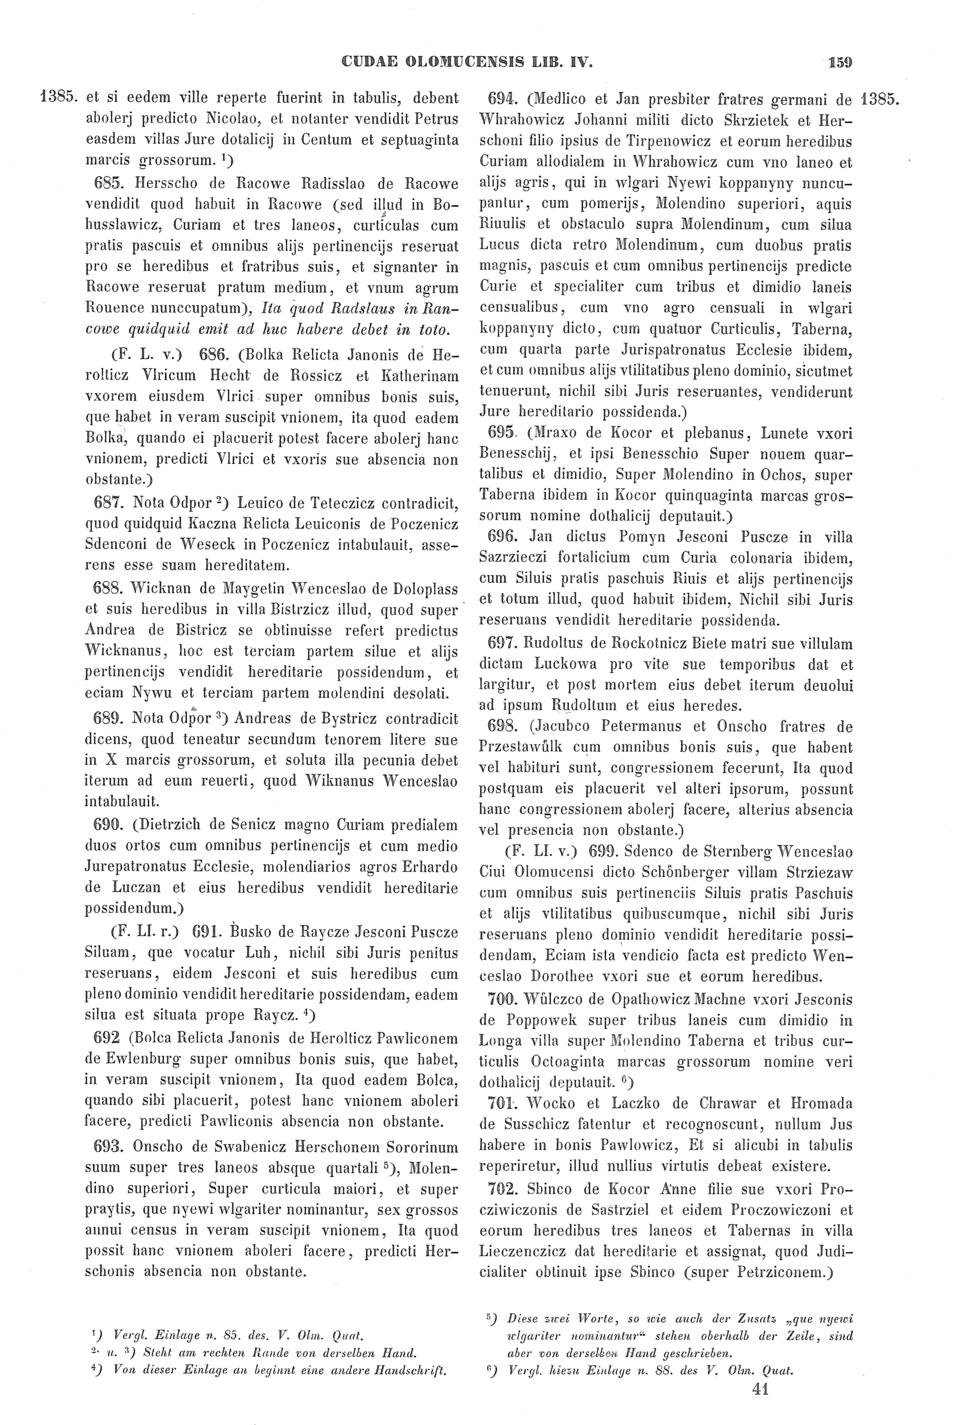 CUDAE OLOMUCENSIS LIB. IV.
159
1385. et si eedem ville reperte fuerint in tabulis, debent
abolerj predicto Nicolao, et notanter vendidit Petrus
easdem villas Jure dotalicij in Centum et septuaginta
marcis grossorum. ¹)
685. Hersscho de Racowe Radisslao de Racowe
vendidit quod habuit in Racowe (sed illud in Bo-
husslawicz, Curiam et tres laneos, curticulas cum
pratis pascuis et omnibus alijs pertinencijs reseruat
pro se heredibus et fratribus suis, et signanter in
Racowe reseruat pratum medium, et vnum agrum
Rouence nunccupatum), Ita quod Radslaus in Ran-
cowe quidquid emit ad huc habere debet in toto.
(F. L. v.) 686. (Bolka Relicta Janonis de He-
rolticz Vlricum Hecht de Rossicz et Katherinam
vxorem eiusdem Vlrici super omnibus bonis suis,
que habet in veram suscipit vnionem, ita quod eadem
Bolka, quando ei placuerit potest facere abolerj hanc
vnionem, predicti Vlrici et vxoris sue absencia non
obstante.)
687. Nota Odpor ²) Leuico de Teteczicz contradicit,
quod quidquid Kaczna Relicta Leuiconis de Poczenicz
Sdenconi de Weseck in Poczenicz intabulauit, asse-
rens esse suam hereditatem.
688. Wicknan de Maygetin Wenceslao de Doloplass
et suis heredibus in villa Bistrzicz illud, quod super
Andrea de Bistricz se obtinuisse refert predictus
Wicknanus, hoc est terciam partem silue et alijs
pertinencijs vendidit hereditarie possidendum, et
eciam Nywu et terciam partem molendini desolati.
689. Nota Odpor ³) Andreas de Bystricz contradicit
dicens, quod teneatur secundum tenorem litere sue
in X marcis grossorum, et soluta illa pecunia debet
iterum ad eum reuerti, quod Wiknanus Wenceslao
intabulauit.
690. (Dietrzich de Senicz magno Curiam predialem
duos ortos cum omnibus pertinencijs et cum medio
Jurepatronatus Ecclesie, molendiarios agros Erhardo
de Luczan et eius heredibus vendidit hereditarie
possidendum.)
(F. LI. r.) 691. Busko de Raycze Jesconi Puscze
Siluam, que vocatur Luh, nichil sibi Juris penitus
reseruans, eidem Jesconi et suis heredibus cum
pleno dominio vendidit hereditarie possidendam, eadem
silua est situata prope Raycz. ⁴)
692 (Bolca Relicta Janonis de Herolticz Pawliconem
de Ewlenburg super omnibus bonis suis, que habet,
in veram suscipit vnionem, Ita quod eadem Bolca,
quando sibi placuerit, potest hanc vnionem aboleri
facere, predicti Pawliconis absencia non obstante.
693. Onscho de Swabenicz Herschonem Sororinum
suum super tres laneos absque quartali ⁵), Molen-
dino superiori, Super curticula maiori, et super
praytis, que nyewi wlgariter nominantur, sex grossos
annui census in veram suscipit vnionem, Ita quod
possit hanc vnionem aboleri facere, predicti Her-
schonis absencia non obstante.
694. (Medlico et Jan presbiter fratres germani de 1385.
Whrahowicz Johanni militi dicto Skrzietek et Her-
schoni filio ipsius de Tirpenowicz et eorum heredibus
Curiam allodialem in Whrahowicz cum vno laneo et
alijs agris, qui in wlgari Nyewi koppanyny nuncu-
pantur, cum pomerijs, Molendino superiori, aquis
Riuulis et obstaculo supra Molendinum, cum silua
Lucus dicta retro Molendinum, cum duobus pratis
magnis, pascuis et cum omnibus pertinencijs predicte
Curie et specialiter cum tribus et dimidio laneis
censualibus, cum vno agro censuali in wlgari
koppanyny dicto, cum quatuor Curticulis, Taberna,
cum quarta parte Jurispatronatus Ecclesie ibidem,
et cum omnibus alijs vtilitatibus pleno dominio, sicutmet
tenuerunt, nichil sibi Juris reseruantes, vendiderunt
Jure hereditario possidenda.)
695. (Mraxo de Kocor et plebanus, Lunete vxori
Benesschij, et ipsi Benesschio Super nouem quar-
talibus et dimidio, Super Molendino in Ochos, super
Taberna ibidem in Kocor quinquaginta marcas gros-
sorum nomine dothalicij deputauit.)
696. Jan dictus Pomyn Jesconi Puscze in villa
Sazrzieczi fortalicium cum Curia colonaria ibidem,
cum Siluis pratis paschuis Riuis et alijs pertinencijs
et totum illud, quod habuit ibidem, Nichil sibi Juris
reseruans vendidit hereditarie possidenda.
697. Rudoltus de Rockotnicz Biete matri sue villulam
dictam Luckowa pro vite sue temporibus dat et
largitur, et post mortem eius debet iterum deuolui
ad ipsum Rudoltum et eius heredes.
698. (Jacubco Petermanus et Onscho fratres de
Przestawůlk cum omnibus bonis suis, que habent
vel habituri sunt, congressionem fecerunt, Ita quod
postquam eis placuerit vel alteri ipsorum, possunt
hanc congressionem abolerj facere, alterius absencia
vel presencia non obstante.)
(F. LI. v.) 699. Sdenco de Sternberg Wenceslao
Ciui Olomucensi dicto Schônberger villam Strziezaw
cum omnibus suis pertinenciis Siluis pratis Paschuis
et alijs vtilitatibus quibuscumque, nichil sibi Juris
reseruans pleno dominio vendidit hereditarie possi-
dendam, Eciam ista vendicio facta est predicto Wen-
ceslao Dorothee vxori sue et eorum heredibus.
700. Wůlczco de Opathowicz Machne vxori Jesconis
de Poppowek super tribus laneis cum dimidio in
Longa villa super Molendino Taberna et tribus cur-
ticulis Octoaginta marcas grossorum nomine veri
dothalicij deputauit. ⁶)
701. Wocko et Laczko de Chrawar et Hromada
de Susschicz fatentur et recognoscunt, nullum Jus
habere in bonis Pawlowicz, Et si alicubi in tabulis
reperiretur, illud nullius virtutis debeat existere.
702. Sbinco de Kocor Anne filie sue vxori Pro-
cziwiczonis de Sastrziel et eidem Proczowiczoni et
eorum heredibus tres laneos et Tabernas in villa
Lieczenczicz dat hereditarie et assignat, quod Judi-
cialiter obtinuit ipse Sbinco (super Petrziconem.)
¹) Vergl. Einlage n. 85. des. V. Olm. Quat.
²· u. ³) Steht am rechten Rande von derselben Hand.
⁴) Von dieser Einlage an beginnt eine andere Handschrift.
⁵) Diese zwei Worte, so wie auch der Zusatz „que nyewi
wlgariter nominantur“ stehen oberhalb der Zeile, sind
aber von derselben Hand geschrieben.
⁶) Vergl. hiezu Einlage n. 88. des V. Olm. Quat.
41